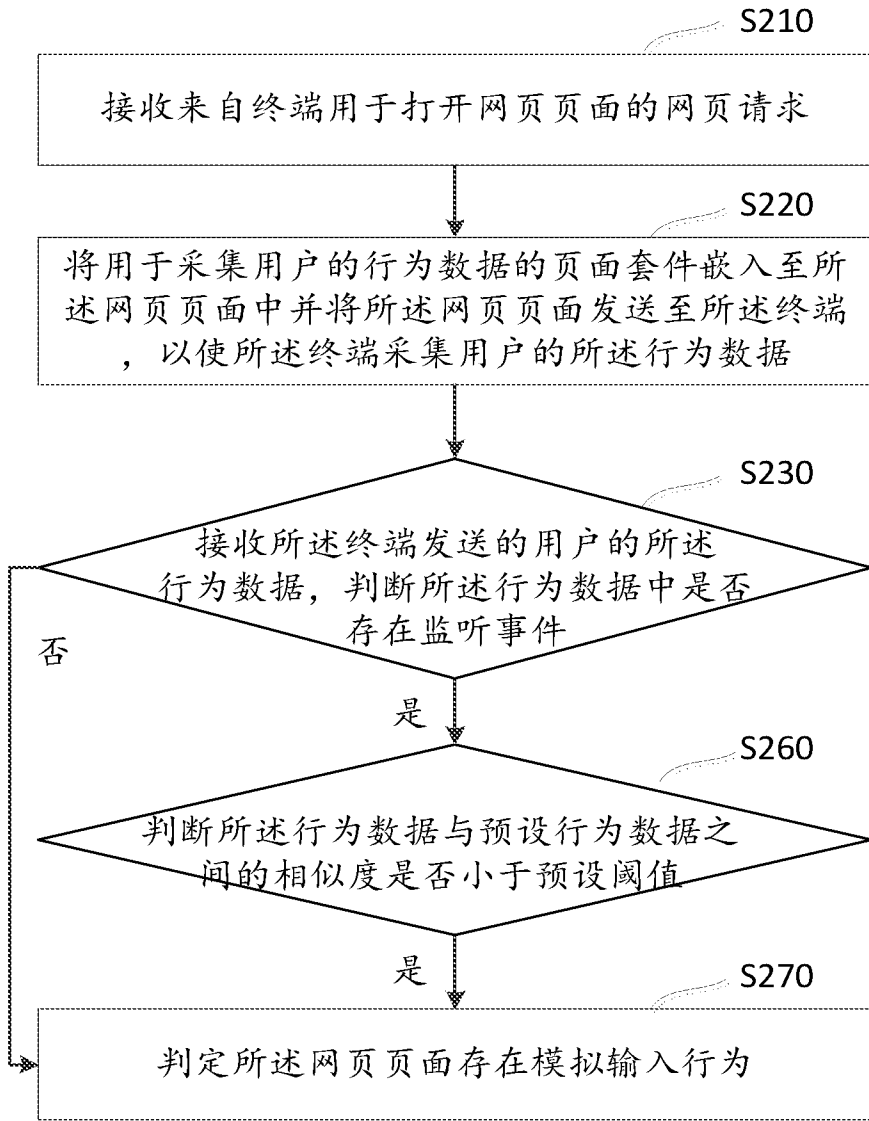 S210
接收来自终端用于打开网页页面的网页请求
S220
将用于采集用户的行为数据的页面套件嵌入至所
述网页页面中并将所述网页页面发送至所述终端
，以使所述终端采集用户的所述行为数据
S230
接收所述终端发送的用户的所述
行为数据，判断所述行为数据中是否
存在监听事件
否
是
S260
判断所述行为数据与预设行为数据之
间的相似度是否小于预设阈值
是
S270
判定所述网页页面存在模拟输入行为